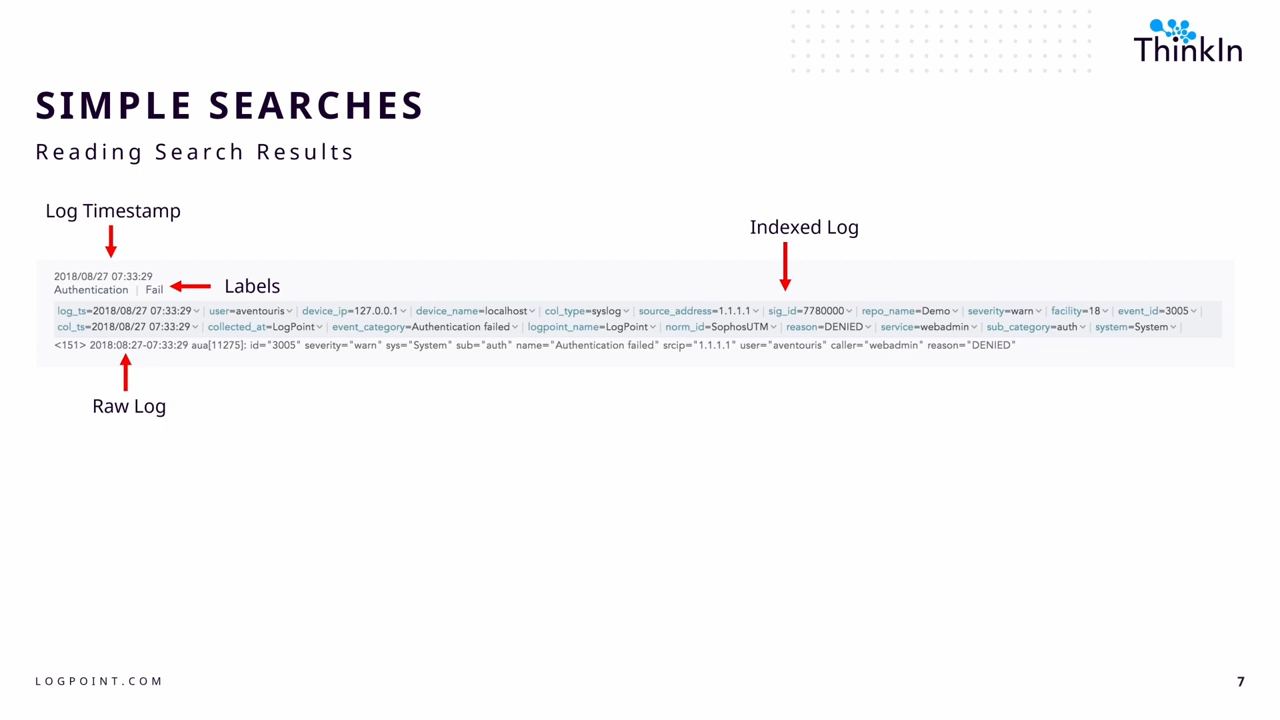 ThinkIn
SIMPLE SEARCHES
Reading Search Results
Log Timestamp
Indexed Log
2018/08/27 07:33:29
Authentication | Fail
Labels
log_ts=2018/08/27 07:33:29 | user=aventouris | device_ip=127.0.0.1 | device_name=localhost | col_type=syslog | source_address=1.1.1.1 | sig_id=7780000 | repo_name=Demo | severity=warn | facility=18 | event_id=3005 |
col_ts=2018/08/27 07:33:29 | collected_at=LogPoint | event_category=Authentication failed | logpoint_name=LogPoint | norm_id=SophosUTM | reason=DENIED | service=webadmin | sub_category=auth | system=System |
<151> 2018:08:27-07:33:29 aua[11275]: id="3005" severity="warn" sys="System" sub="auth" name="Authentication failed" srcip="1.1.1.1" user="aventouris" caller="webadmin" reason="DENIED"
Raw Log
LOGPOINT.COM
7